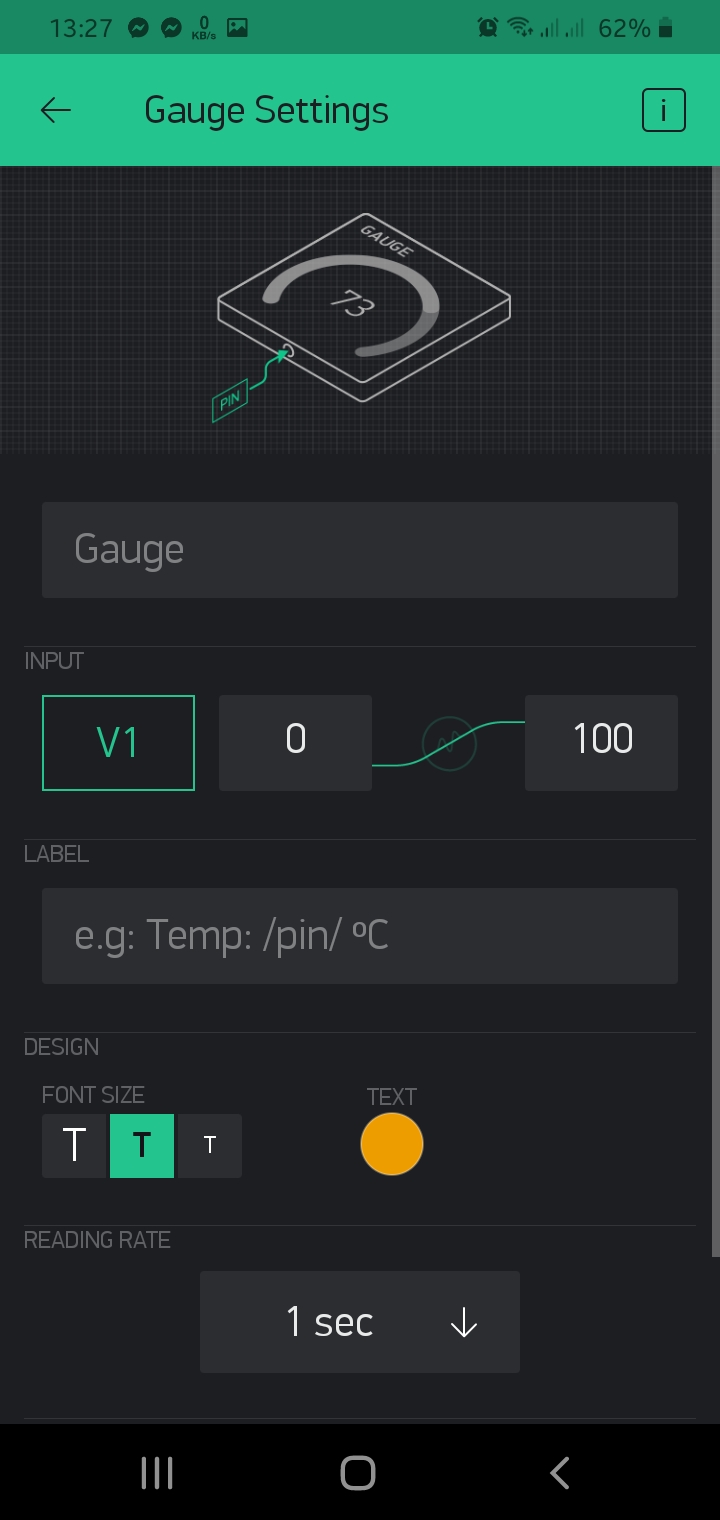 13:27 0 KB/s 62%
Gauge Settings i
GAUGE
73
PIN
Gauge
INPUT
V1 0 100
LABEL
e.g: Temp: /pin/ ºC
DESIGN
FONT SIZE TEXT
T T T
READING RATE
1 sec